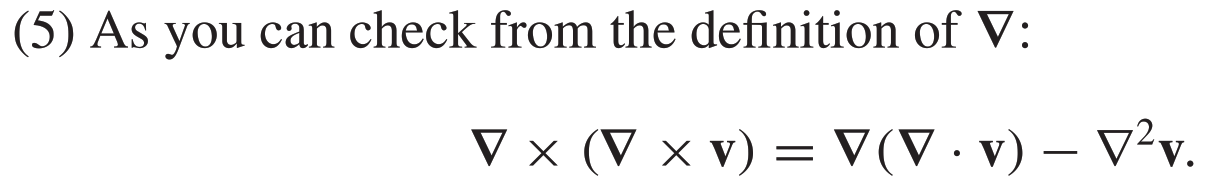 (5) As you can check from the definition of ∇:
∇ × (∇ × v) = ∇(∇ · v) − ∇²v.